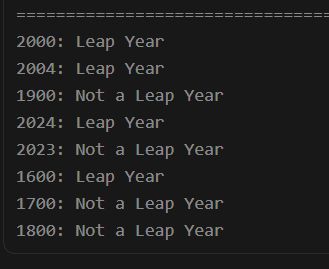 =================================
2000: Leap Year
2004: Leap Year
1900: Not a Leap Year
2024: Leap Year
2023: Not a Leap Year
1600: Leap Year
1700: Not a Leap Year
1800: Not a Leap Year